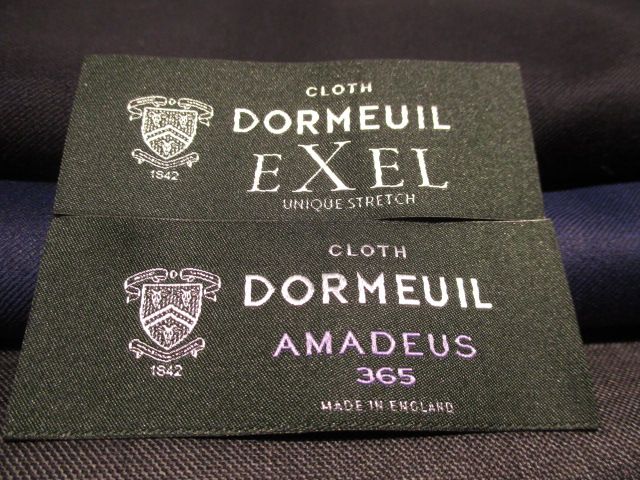 CLOTH
DORMEUIL
EXEL
UNIQUE STRETCH
1842
CLOTH
DORMEUIL
AMADEUS
365
MADE IN ENGLAND
1842